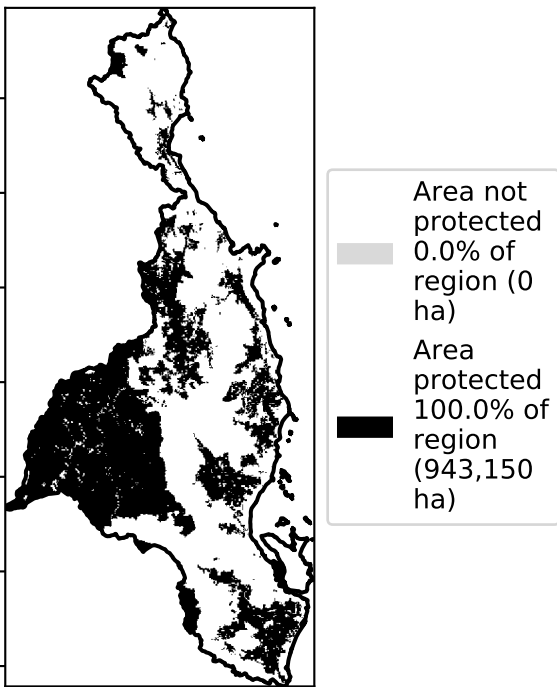 Area not
protected
0.0% of
region (0
ha)
Area
protected
100.0% of
region
(943,150
ha)